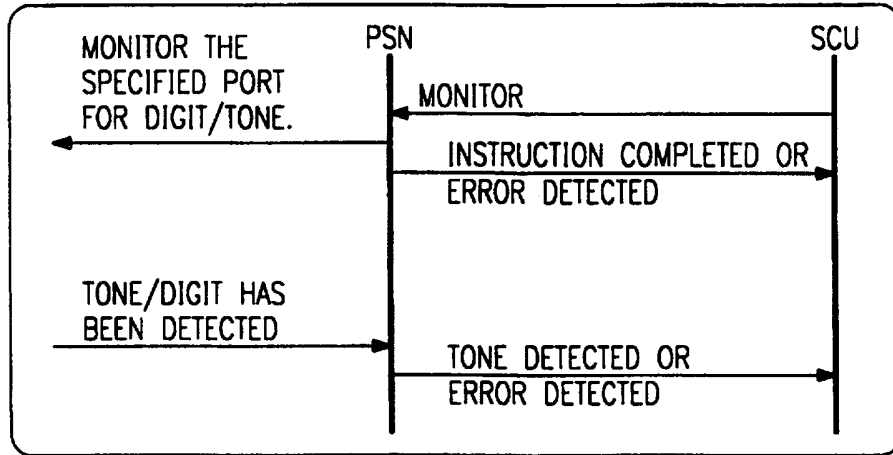 MONITOR THE
SPECIFIED PORT
FOR DIGIT/TONE.
PSN
SCU
MONITOR
INSTRUCTION COMPLETED OR
ERROR DETECTED
TONE/DIGIT HAS
BEEN DETECTED
TONE DETECTED OR
ERROR DETECTED